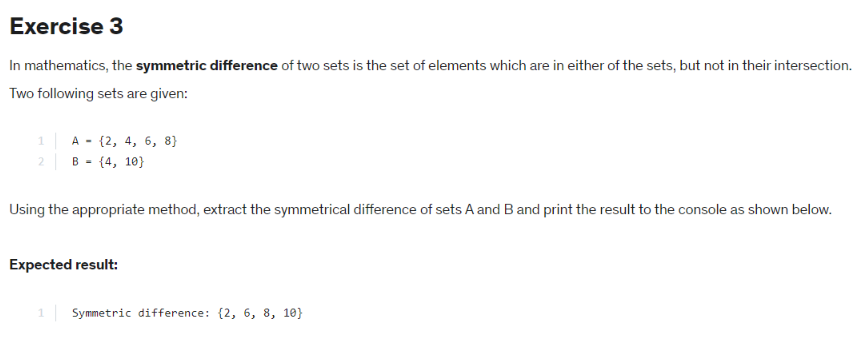 Exercise 3
In mathematics, the symmetric difference of two sets is the set of elements which are in either of the sets, but not in their intersection.
Two following sets are given:
1 A = {2, 4, 6, 8}
2 B = {4, 10}
Using the appropriate method, extract the symmetrical difference of sets A and B and print the result to the console as shown below.
Expected result:
1 Symmetric difference: {2, 6, 8, 10}